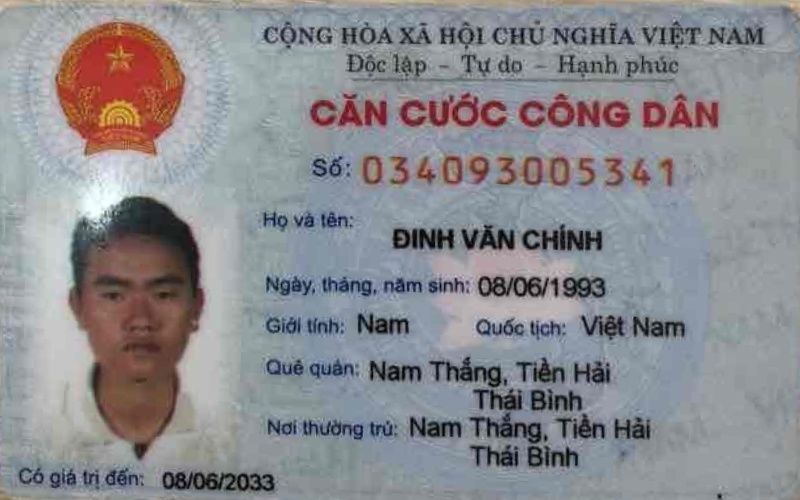 CỘNG HÒA XÃ HỘI CHỦ NGHĨA VIỆT NAM
Độc lập - Tự do - Hạnh phúc
CĂN CƯỚC CÔNG DÂN
Số: 034093005341
Họ và tên:
ĐINH VĂN CHÍNH
Ngày, tháng, năm sinh: 08/06/1993
Giới tính: Nam Quốc tịch: Việt Nam
Quê quán: Nam Thắng, Tiền Hải
Thái Bình
Nơi thường trú: Nam Thắng, Tiền Hải
Thái Bình
Có giá trị đến: 08/06/2033